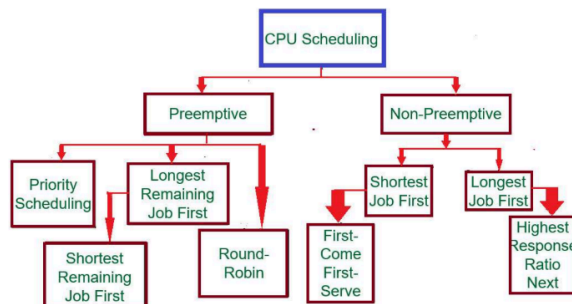 CPU Scheduling
Preemptive
Non-Preemptive
Priority
Scheduling
Longest
Remaining
Job First
Shortest
Remaining
Job First
Round-
Robin
Shortest
Job First
Longest
Job First
First-
Come
First-
Serve
Highest
Response
Ratio
Next